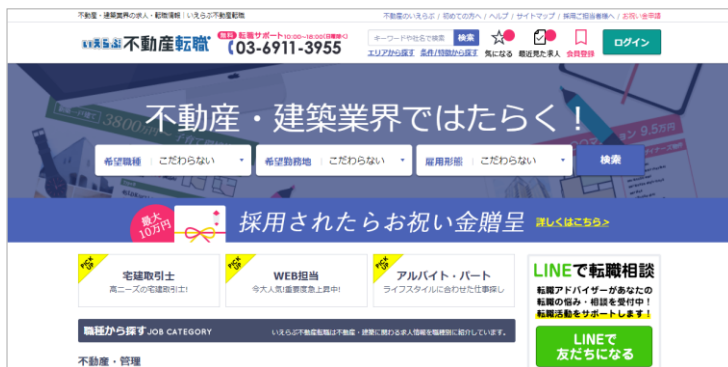 不動産・建築業界の求人・転職情報｜いえらぶ不動産転職
不動産のいえらぶ / 初めての方へ / ヘルプ / サイトマップ / 採用ご担当者様へ / お祝い金申請
いえらぶ不動産転職
無料 転職サポート10:00~18:00(日曜除く)
03-6911-3955
キーワードや社名で検索 検索
エリアから探す 条件/特徴から探す
気になる 最近見た求人 会員登録
ログイン
不動産・建築業界ではたらく！
希望職種 こだわらない 希望勤務地 こだわらない 雇用形態 こだわらない 検索
最大10万円 採用されたらお祝い金贈呈 詳しくはこちら>
PICK UP 宅建取引士
高ニーズの宅建取引士!
PICK UP WEB担当
今大人気!重要度急上昇中!
PICK UP アルバイト・パート
ライフスタイルに合わせた仕事探し
LINEで転職相談
転職アドバイザーがあなたの
転職の悩み・相談を受付中！
転職活動をサポートします！
LINEで
友だちになる
職種から探す JOB CATEGORY
いえらぶ不動産転職は不動産・建築に関わる求人情報を職種別に紹介しています。
不動産・管理